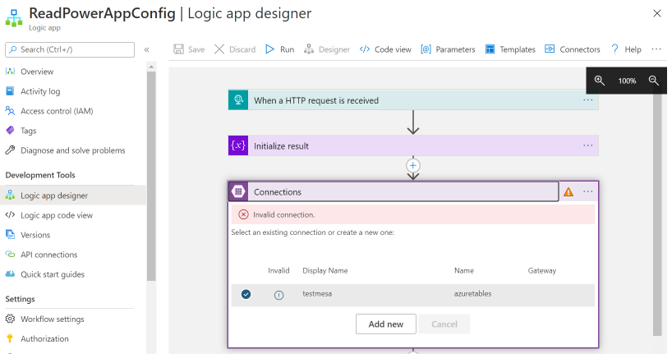 ReadPowerAppConfig | Logic app designer
Logic app
Search (Ctrl+/)
Save Discard Run Designer Code view Parameters Templates Connectors Help
Overview
Activity log
Access control (IAM)
Tags
Diagnose and solve problems
Development Tools
Logic app designer
Logic app code view
Versions
API connections
Quick start guides
Settings
Workflow settings
Authorization
100%
When a HTTP request is received
Initialize result
Connections
Invalid connection.
Select an existing connection or create a new one:
Invalid Display Name Name Gateway
testmesa azuretables
Add new Cancel